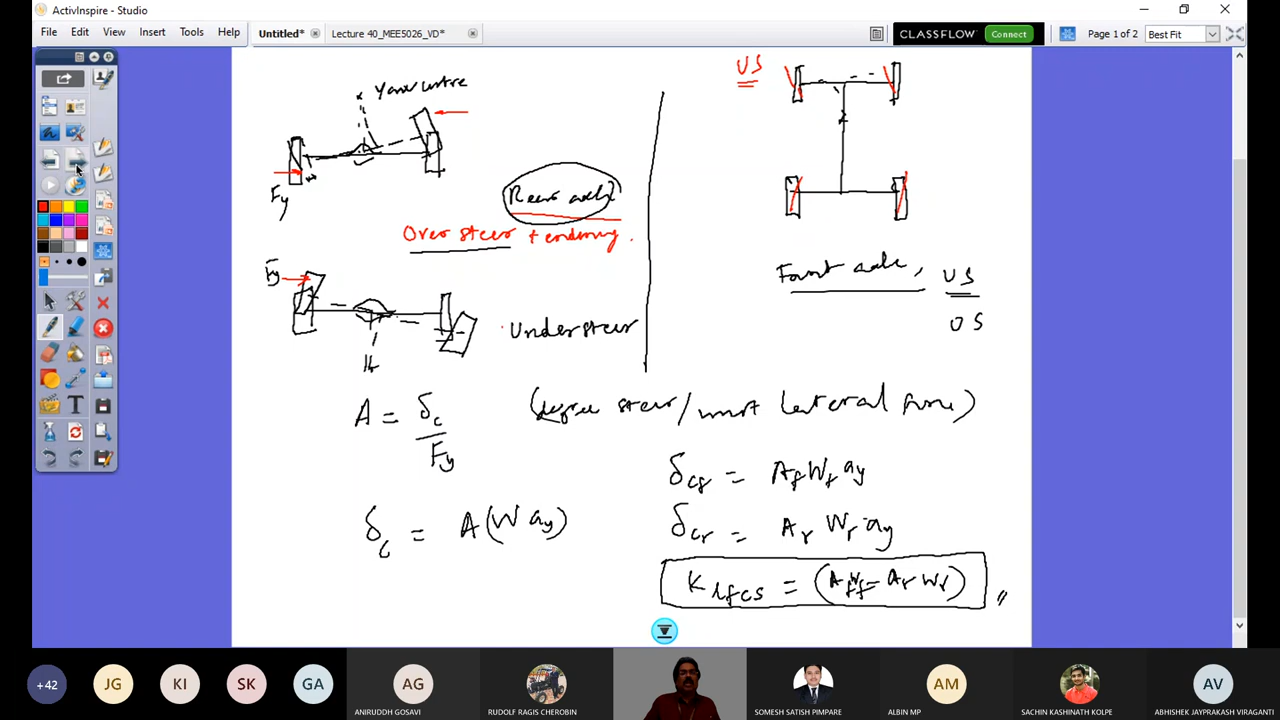 ActivInspire - Studio
File Edit View Insert Tools Help
Untitled*
Lecture 40_MEE5026_VD*
CLASSFLOW Connect
Page 1 of 2
Best Fit
Yaw centre
Fy
Rear axle
Over steer tendency.
US
Fy
Understeer
Front axle,
US
OS
A = δc / Fy
(degree steer/unit lateral force)
δcf = Af Wf ay
δc = A(W ay)
δcr = Ar Wr ay
Klfcs = (Af Wf - Ar Wr)
+42
JG
KI
SK
GA
AG
ANIRUDDH GOSAVI
RUDOLF RAGIS CHEROBIN
SOMESH SATISH PIMPARE
AM
ALBIN MP
SACHIN KASHINATH KOLPE
AV
ABHISHEK JAYPRAKASH VIRAGANTI